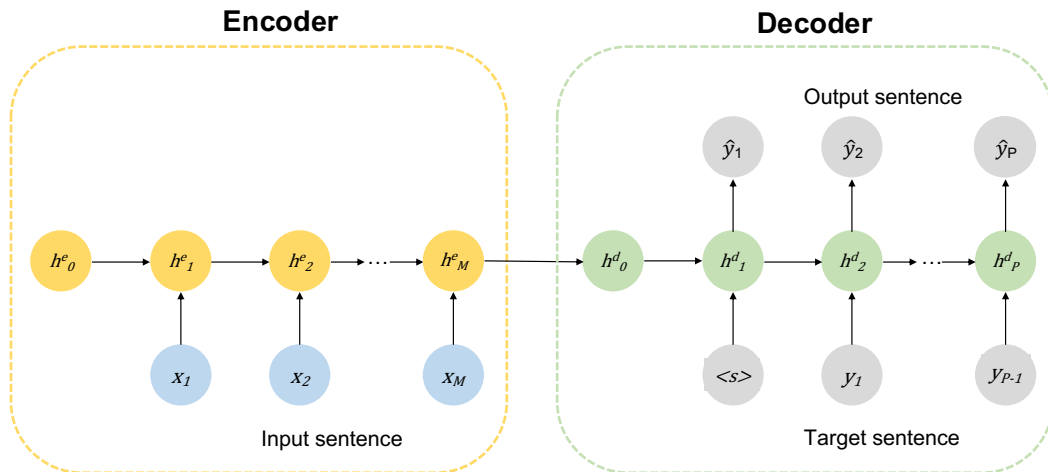 Encoder
Decoder
Output sentence
ŷ₁ ŷ₂ ŷP
hᵉ₀ hᵉ₁ hᵉ₂ ... hᵉM hᵈ₀ hᵈ₁ hᵈ₂ ... hᵈP
x₁ x₂ xM <s> y₁ yP-1
Input sentence
Target sentence